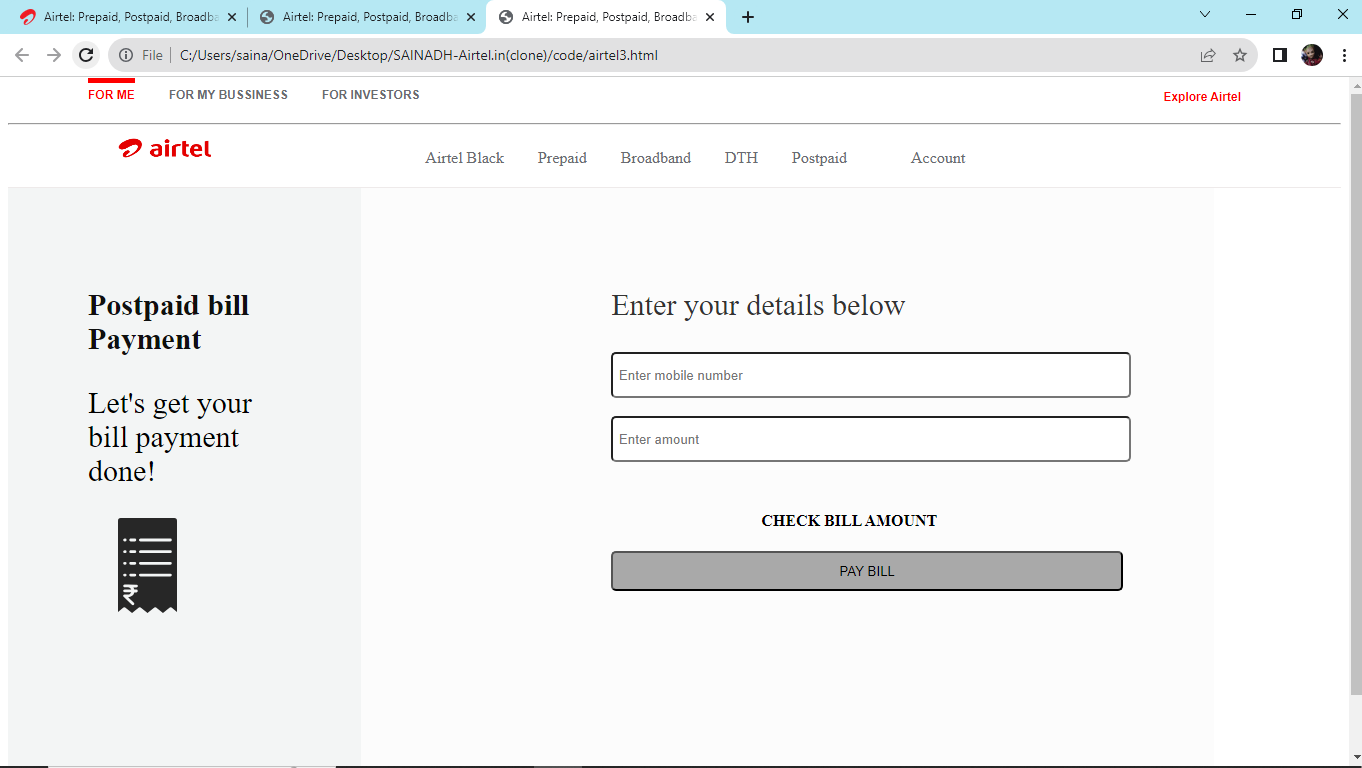 Airtel: Prepaid, Postpaid, Broadba
Airtel: Prepaid, Postpaid, Broadba
Airtel: Prepaid, Postpaid, Broadba
File
C:/Users/saina/OneDrive/Desktop/SAINADH-Airtel.in(clone)/code/airtel3.html
FOR ME
FOR MY BUSSINESS
FOR INVESTORS
Explore Airtel
airtel
Airtel Black
Prepaid
Broadband
DTH
Postpaid
Account
Postpaid bill
Payment
Let's get your
bill payment
done!
₹
Enter your details below
Enter mobile number
Enter amount
CHECK BILL AMOUNT
PAY BILL